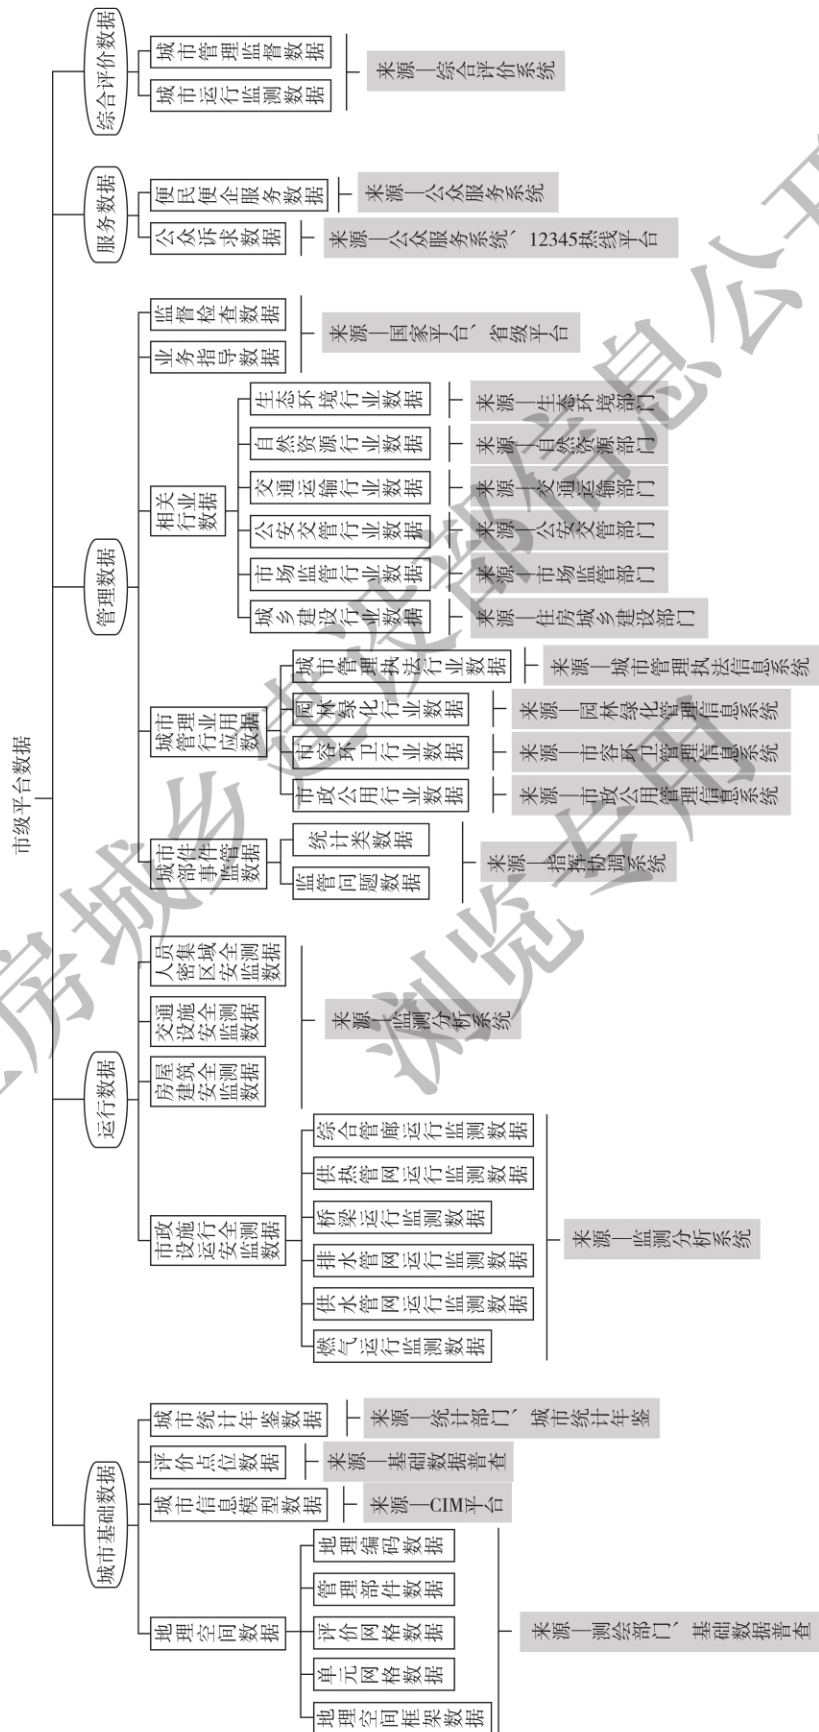 市级平台数据
城市基础数据
地理空间数据
地理空间框架数据
单元网格数据
评价网格数据
管理部件数据
地理编码数据
来源—测绘部门、基础数据普查
城市信息模型数据
来源—CIM平台
评价点位数据
来源—基础数据普查
城市统计年鉴数据
来源—统计部门、城市统计年鉴
运行数据
市政
设施
运行
安全
监测
数据
燃气运行监测数据
供水管网运行监测数据
排水管网运行监测数据
桥梁运行监测数据
供热管网运行监测数据
综合管廊运行监测数据
来源—监测分析系统
房屋
建筑
安全
监测
数据
交通
设施
安全
监测
数据
人员
密集
区域
安全
监测
数据
来源—监测分析系统
管理数据
城市
部件
事件
监管
数据
监管问题数据
统计类数据
来源—指挥协调系统
城市
管理
行业
应用
数据
市政公用行业数据
来源—市政公用管理信息系统
市容环卫行业数据
来源—市容环卫管理信息系统
园林绿化行业数据
来源—园林绿化管理信息系统
城市管理执法行业数据
来源—城市管理执法信息系统
相关
行业
数据
城乡建设行业数据
来源—住房城乡建设部门
市场监管行业数据
来源—市场监管部门
公安交管行业数据
来源—公安交管部门
交通运输行业数据
来源—交通运输部门
自然资源行业数据
来源—自然资源部门
生态环境行业数据
来源—生态环境部门
业务指导数据
监督检查数据
来源—国家平台、省级平台
服务数据
公众诉求数据
来源—公众服务系统、12345热线平台
便民便企服务数据
来源—公众服务系统
综合评价数据
城市运行监测数据
城市管理监督数据
来源—综合评价系统
房城乡建设部信息公开
浏览专用